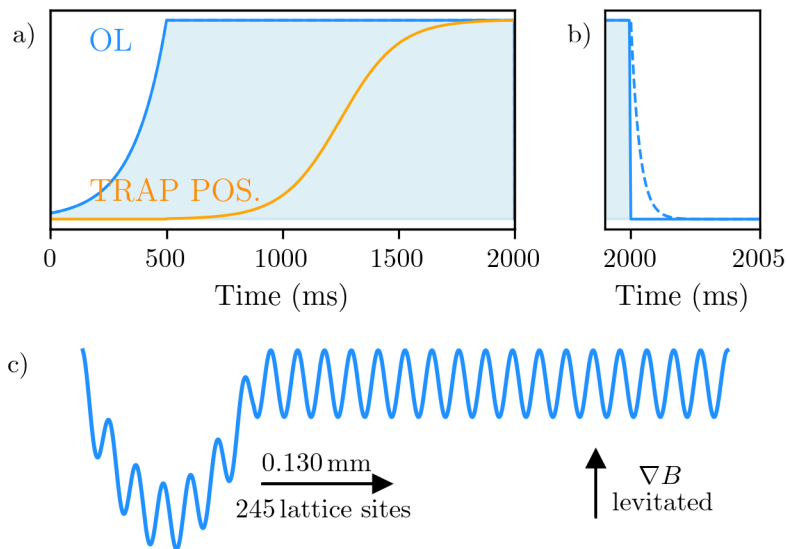 a)
OL
TRAP POS.
0 500 1000 1500 2000
Time (ms)
b)
2000 2005
Time (ms)
c)
0.130 mm
245 lattice sites
∇B
levitated